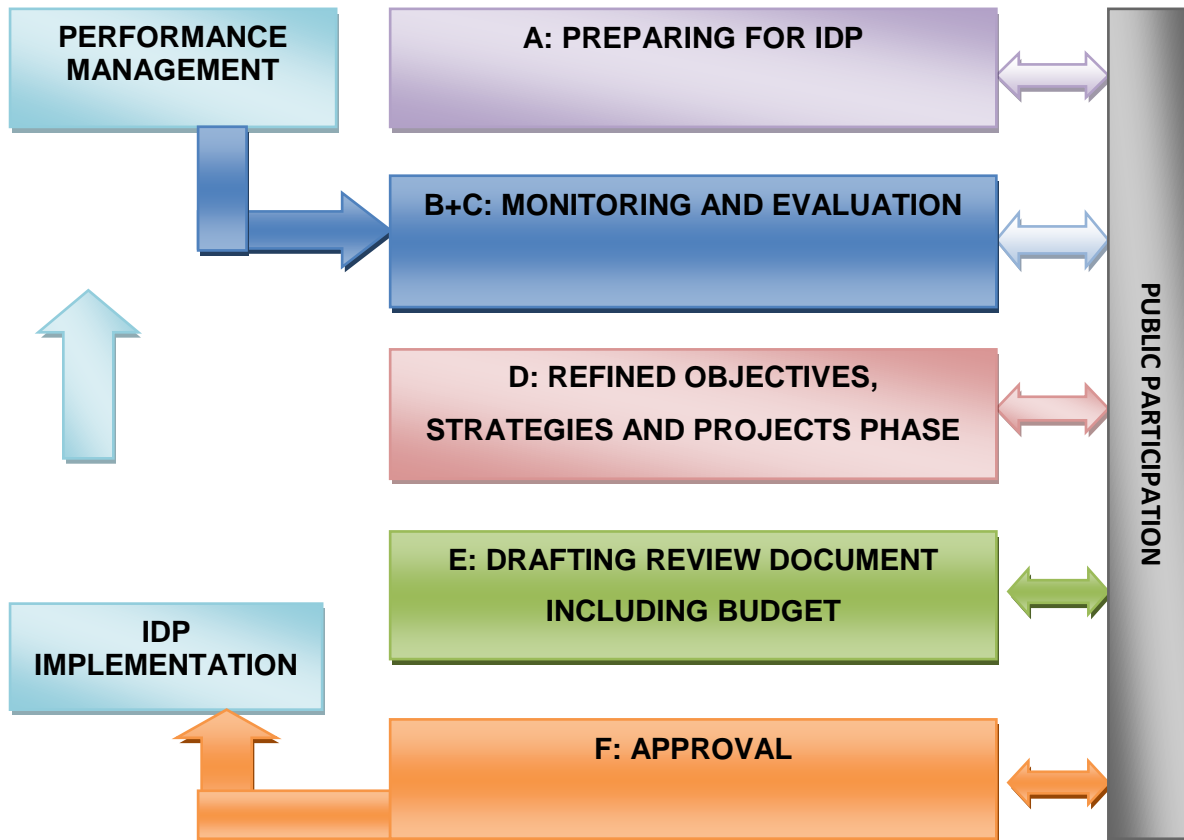 PERFORMANCE
MANAGEMENT
A: PREPARING FOR IDP
B+C: MONITORING AND EVALUATION
D: REFINED OBJECTIVES,
STRATEGIES AND PROJECTS PHASE
E: DRAFTING REVIEW DOCUMENT
INCLUDING BUDGET
IDP
IMPLEMENTATION
F: APPROVAL
PUBLIC PARTICIPATION